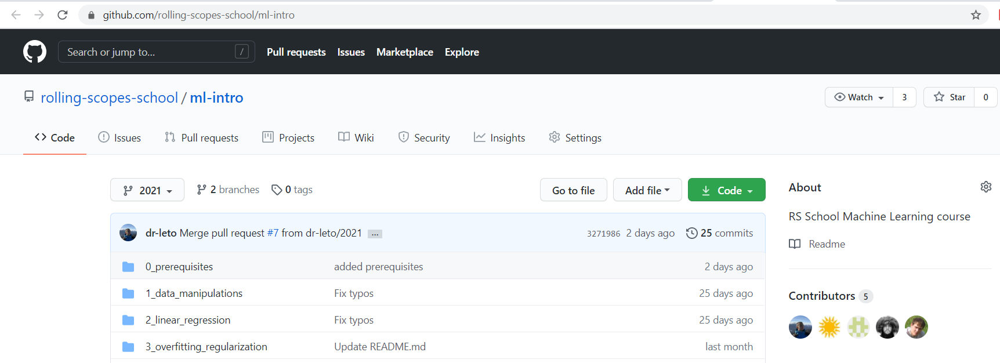 github.com/rolling-scopes-school/ml-intro
Search or jump to... /
Pull requests Issues Marketplace Explore
rolling-scopes-school / ml-intro
Watch 3 Star 0
Code Issues Pull requests Projects Wiki Security Insights Settings
2021 2 branches 0 tags Go to file Add file Code
About
RS School Machine Learning course
Readme
dr-leto Merge pull request #7 from dr-leto/2021 ... 3271986 2 days ago 25 commits
0_prerequisites added prerequisites 2 days ago
1_data_manipulations Fix typos 25 days ago
2_linear_regression Fix typos 25 days ago
3_overfitting_regularization Update README.md last month
Contributors 5